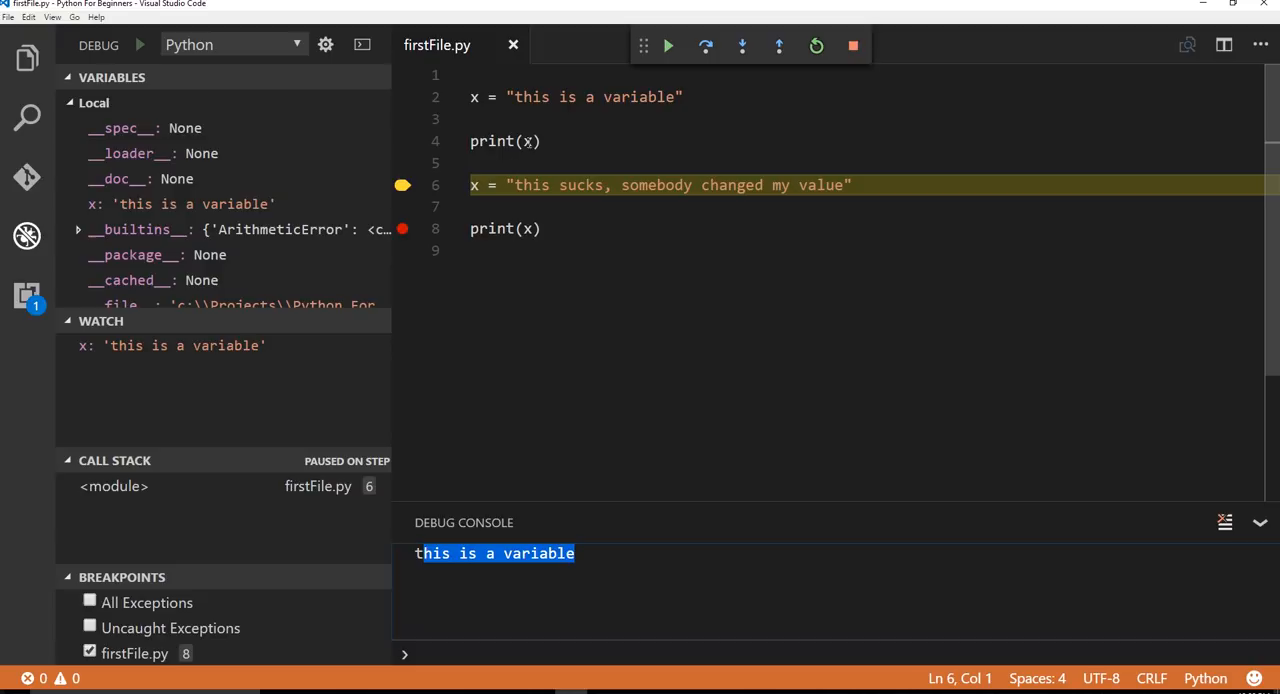 firstFile.py - Python For Beginners - Visual Studio Code
File Edit View Go Help
DEBUG Python
VARIABLES
Local
__spec__: None
__loader__: None
__doc__: None
x: 'this is a variable'
__builtins__: {'ArithmeticError': <c...
__package__: None
__cached__: None
__file__: 'c:\\Projects\\Python For
WATCH
x: 'this is a variable'
CALL STACK PAUSED ON STEP
<module> firstFile.py 6
BREAKPOINTS
All Exceptions
Uncaught Exceptions
firstFile.py 8
firstFile.py
1
2 x = "this is a variable"
3
4 print(x)
5
6 x = "this sucks, somebody changed my value"
7
8 print(x)
9
DEBUG CONSOLE
this is a variable
1
0 0 Ln 6, Col 1 Spaces: 4 UTF-8 CRLF Python